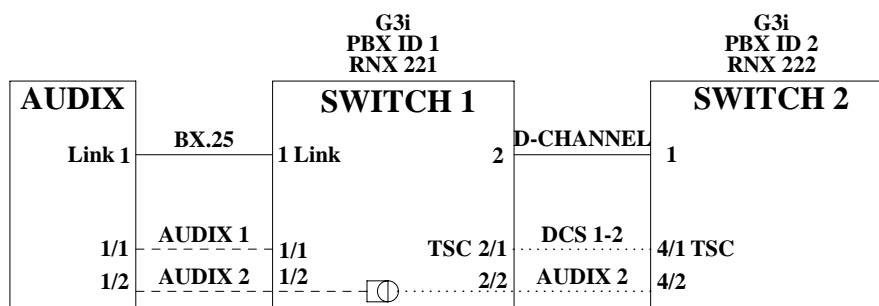 G3i
PBX ID 1
RNX 221
G3i
PBX ID 2
RNX 222
AUDIX
SWITCH 1
SWITCH 2
Link 1
BX.25
1 Link
2
D-CHANNEL
1
1/1
AUDIX 1
1/1
TSC 2/1
DCS 1-2
4/1 TSC
1/2
AUDIX 2
1/2
2/2
AUDIX 2
4/2